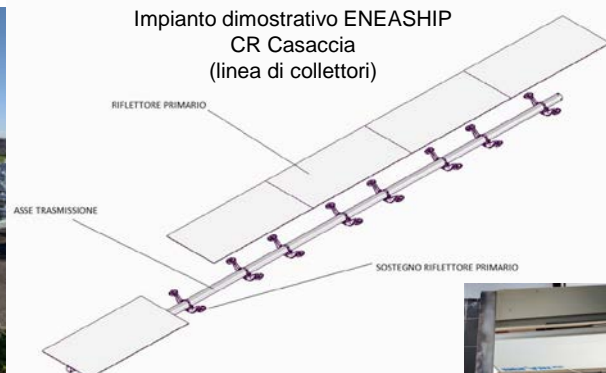 Impianto dimostrativo ENEASHIP
CR Casaccia
(linea di collettori)
RIFLETTORE PRIMARIO
ASSE TRASMISSIONE
SOSTEGNO RIFLETTORE PRIMARIO